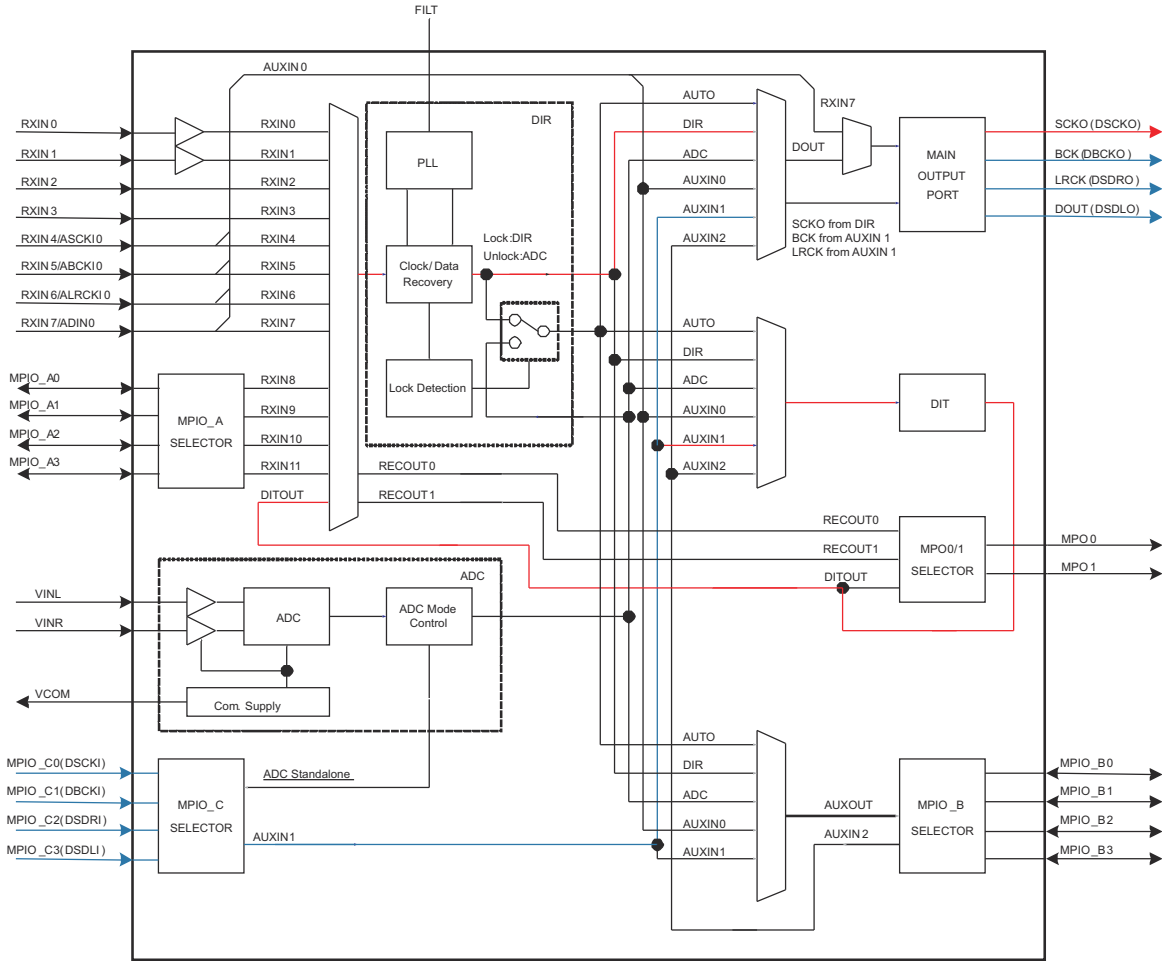 FILT
AUXIN 0
RXIN 0
RXIN 1
RXIN 2
RXIN 3
RXIN 4/ASCKI 0
RXIN 5/ABCKI 0
RXIN 6/ALRCKI 0
RXIN 7/ADIN0
RXIN0
RXIN1
RXIN2
RXIN3
RXIN4
RXIN5
RXIN6
RXIN7
DIR
PLL
Clock/Data
Recovery
Lock:DIR
Unlock:ADC
Lock Detection
AUTO
DIR
ADC
AUXIN0
AUXIN1
AUXIN2
RXIN7
DOUT
SCKO from DIR
BCK from AUXIN 1
LRCK from AUXIN 1
MAIN
OUTPUT
PORT
SCKO (DSCKO)
BCK (DBCKO)
LRCK (DSDRO)
DOUT (DSDLO)
MPIO_A0
MPIO_A1
MPIO_A2
MPIO_A3
MPIO_A
SELECTOR
RXIN8
RXIN9
RXIN10
RXIN11
DITOUT
RECOUT0
RECOUT1
AUTO
DIR
ADC
AUXIN0
AUXIN1
AUXIN2
DIT
RECOUT0
RECOUT1
DITOUT
MPO0/1
SELECTOR
MPO 0
MPO 1
ADC
VINL
VINR
VCOM
ADC
ADC Mode
Control
Com. Supply
MPIO_C0(DSCKI)
MPIO_C1(DBCKI)
MPIO_C2(DSDRI)
MPIO_C3(DSDLI)
MPIO_C
SELECTOR
ADC Standalone
AUXIN1
AUTO
DIR
ADC
AUXIN0
AUXIN1
AUXOUT
AUXIN 2
MPIO_B
SELECTOR
MPIO_B0
MPIO_B1
MPIO_B2
MPIO_B3